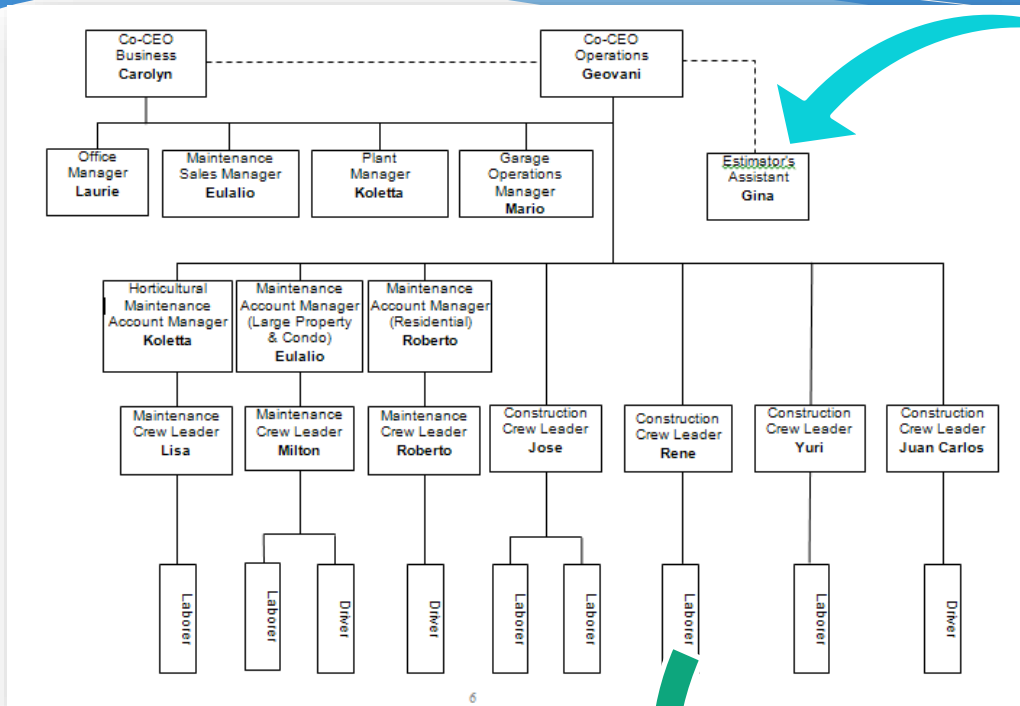 Co-CEO
Business
Carolyn
Co-CEO
Operations
Geovani
Office
Manager
Laurie
Maintenance
Sales Manager
Eulalio
Plant
Manager
Koletta
Garage
Operations
Manager
Mario
Estimator's
Assistant
Gina
Horticultural
Maintenance
Account Manager
Koletta
Maintenance
Account Manager
(Large Property
& Condo)
Eulalio
Maintenance
Account Manager
(Residential)
Roberto
Maintenance
Crew Leader
Lisa
Maintenance
Crew Leader
Milton
Maintenance
Crew Leader
Roberto
Construction
Crew Leader
Jose
Construction
Crew Leader
Rene
Construction
Crew Leader
Yuri
Construction
Crew Leader
Juan Carlos
Laborer
Laborer
Driver
Driver
Laborer
Laborer
Laborer
Laborer
Driver
6